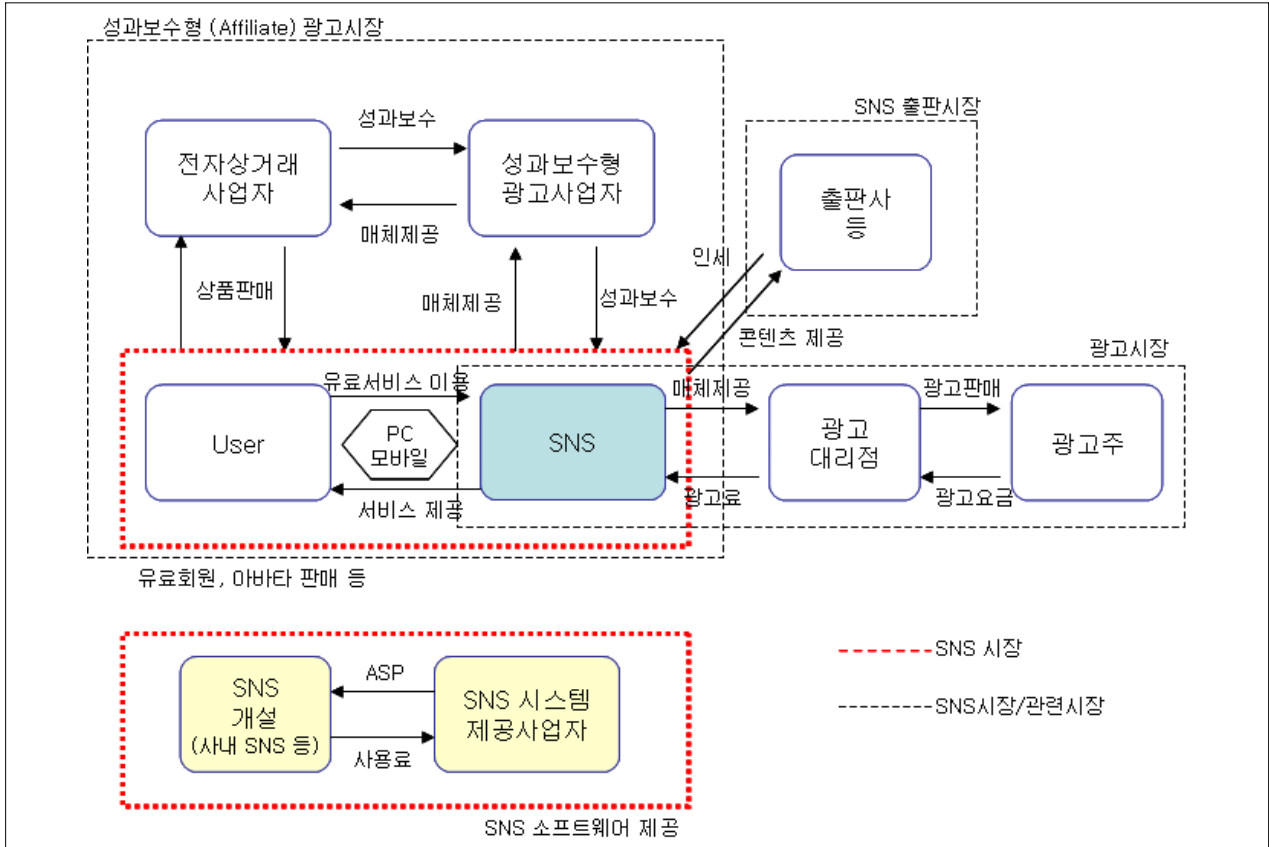 성과보수형 (Affiliate) 광고시장
SNS 출판시장
성과보수
전자상거래
사업자
성과보수형
광고사업자
출판사
등
매체제공
인세
상품판매
매체제공
성과보수
콘텐츠 제공
광고시장
유료서비스 이용
매체제공
광고판매
User
PC
모바일
SNS
광고
대리점
광고주
서비스 제공
광고료
광고요금
유료회원, 아바타 판매 등
SNS
개설
(사내 SNS 등)
ASP
사용료
SNS 시스템
제공사업자
SNS 시장
SNS시장/관련시장
SNS 소프트웨어 제공